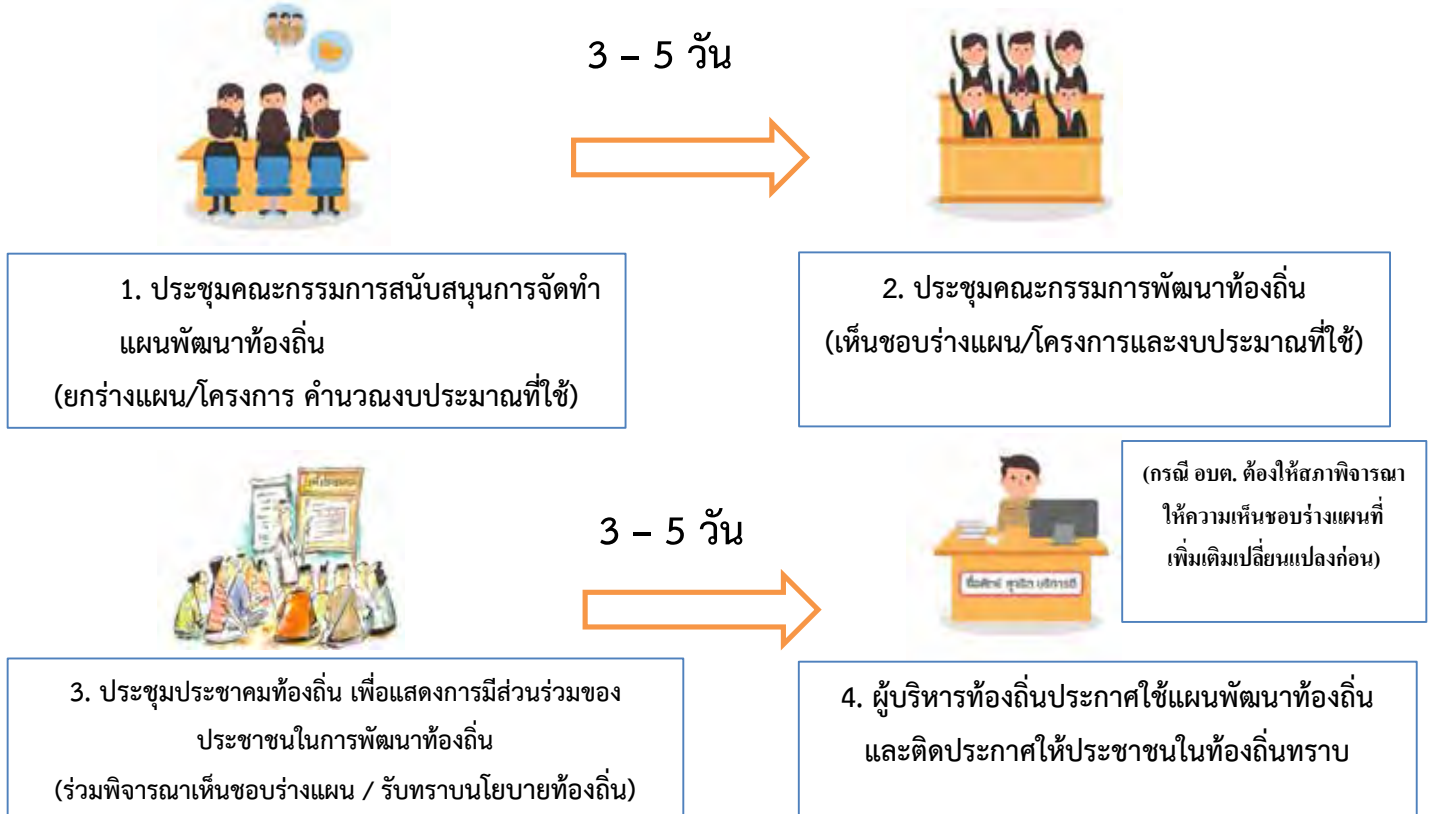 3 – 5 วัน
1. ประชุมคณะกรรมการสนับสนุนการจัดทำ
แผนพัฒนาท้องถิ่น
(ยกร่างแผน/โครงการ คำนวณงบประมาณที่ใช้)
2. ประชุมคณะกรรมการพัฒนาท้องถิ่น
(เห็นชอบร่างแผน/โครงการและงบประมาณที่ใช้)
3 – 5 วัน
(กรณี อบต. ต้องให้สภาพิจารณา
ให้ความเห็นชอบร่างแผนที่
เพิ่มเติมเปลี่ยนแปลงก่อน)
ซื่อสัตย์ สุจริต บริการดี
3. ประชุมประชาคมท้องถิ่น เพื่อแสดงการมีส่วนร่วมของ
ประชาชนในการพัฒนาท้องถิ่น
(ร่วมพิจารณาเห็นชอบร่างแผน / รับทราบนโยบายท้องถิ่น)
4. ผู้บริหารท้องถิ่นประกาศใช้แผนพัฒนาท้องถิ่น
และติดประกาศให้ประชาชนในท้องถิ่นทราบ